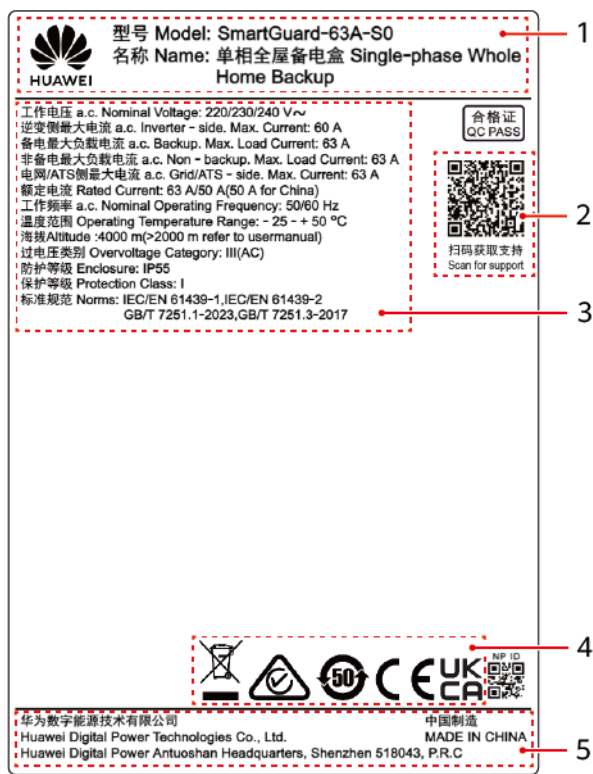 HUAWEI
型号 Model: SmartGuard-63A-S0
名称 Name: 单相全屋备电盒 Single-phase Whole
Home Backup
1
工作电压 a.c. Nominal Voltage: 220/230/240 V~
逆变侧最大电流 a.c. Inverter - side. Max. Current: 60 A
备电最大负载电流 a.c. Backup. Max. Load Current: 63 A
非备电最大负载电流 a.c. Non - backup. Max. Load Current: 63 A
电网/ATS侧最大电流 a.c. Grid/ATS - side. Max. Current: 63 A
额定电流 Rated Current: 63 A/50 A(50 A for China)
工作频率 a.c. Nominal Operating Frequency: 50/60 Hz
温度范围 Operating Temperature Range: - 25 - + 50 ℃
海拔Altitude :4000 m(>2000 m refer to usermanual)
过电压类别 Overvoltage Category: III(AC)
防护等级 Enclosure: IP55
保护等级 Protection Class: I
标准规范 Norms: IEC/EN 61439-1,IEC/EN 61439-2
GB/T 7251.1-2023,GB/T 7251.3-2017
合格证
QC PASS
2
扫码获取支持
Scan for support
3
4
50
CE
UK
CA
NP ID
华为数字能源技术有限公司
中国制造
Huawei Digital Power Technologies Co., Ltd.
MADE IN CHINA
Huawei Digital Power Antuoshan Headquarters, Shenzhen 518043, P.R.C
5